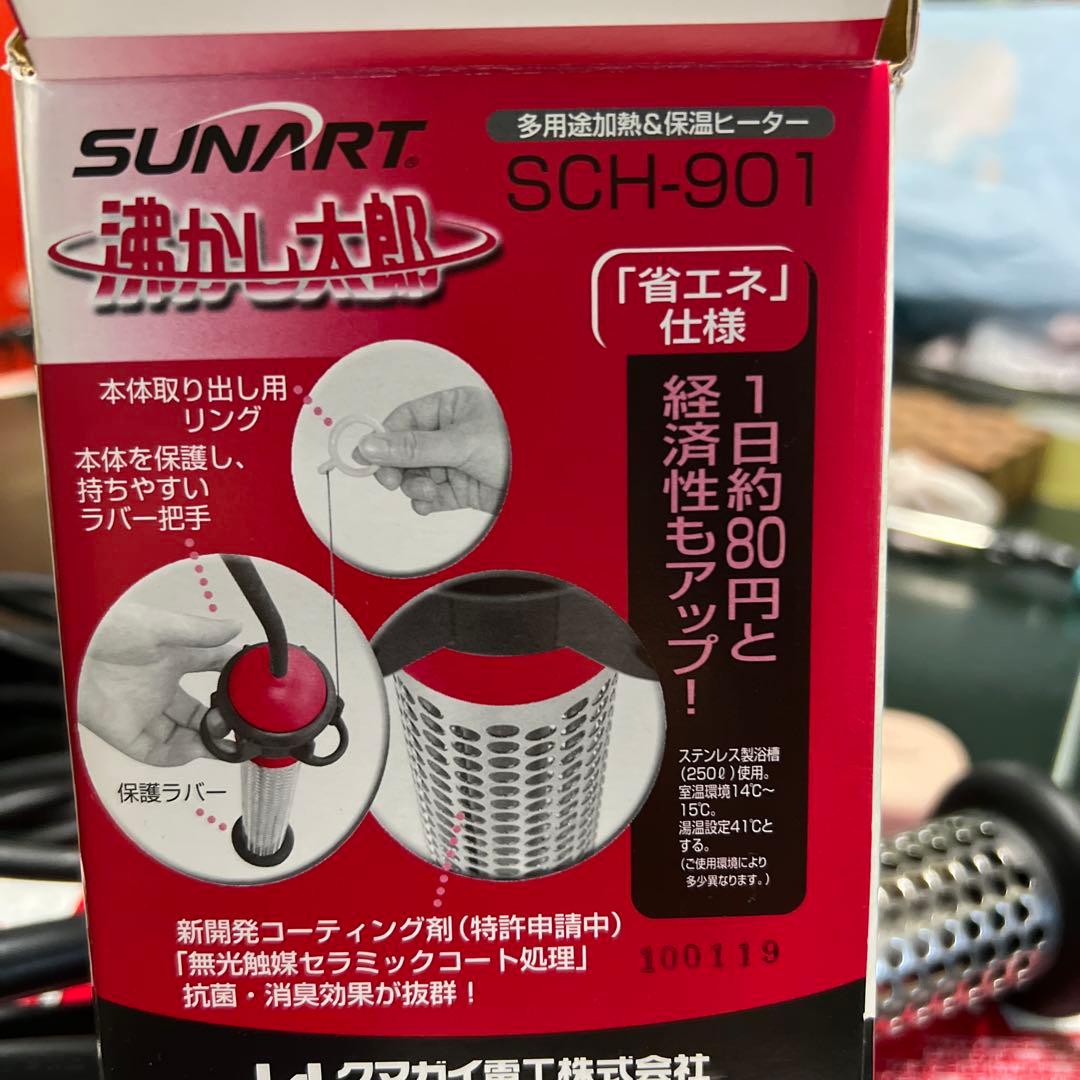 SUNART®
多用途加熱&保温ヒーター
SCH-901
沸かし太郎
「省エネ」
仕様
1日約80円と
経済性もアップ!
本体取り出し用
リング
本体を保護し、
持ちやすい
ラバー把手
保護ラバー
ステンレス製浴槽
(250ℓ)使用。
室温環境14℃~
15℃。
湯温設定41℃と
する。
(ご使用環境により
多少異なります。)
新開発コーティング剤(特許申請中)
「無光触媒セラミックコート処理」
抗菌・消臭効果が抜群!
100119
クマガイ電工株式会社